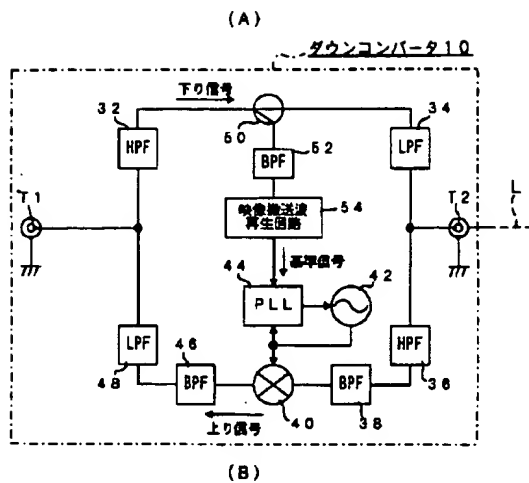 (A)
ダウンコンバータ10
下り信号
32
50
34
HPF
52
LPF
BPF
T1
映像搬送波
再生回路
54
T2
L
基準信号
44
42
PLL
LPF
46
HPF
48
BPF
BPF
36
40
38
上り信号
(B)